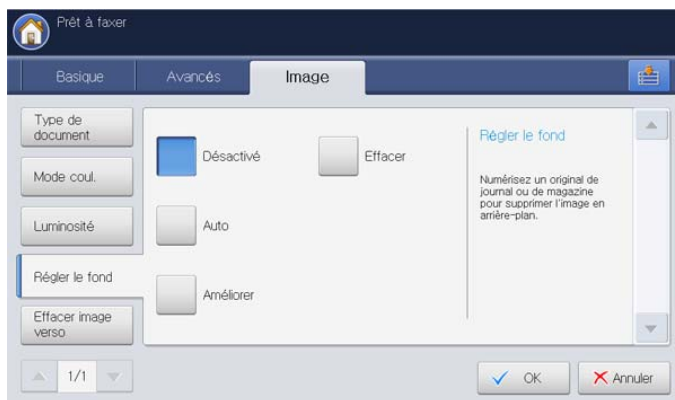 Prêt à faxer
Basique
Avancés
Image
Type de
document
Mode coul.
Luminosité
Régler le fond
Effacer image
verso
1/1
Désactivé
Effacer
Auto
Améliorer
Régler le fond
Numérisez un original de
journal ou de magazine
pour supprimer l'image en
arrière-plan.
OK
Annuler